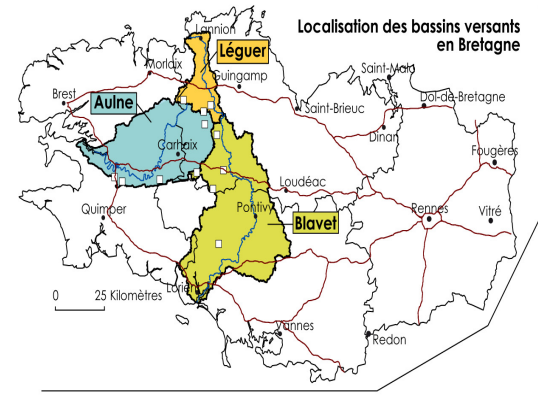 Localisation des bassins versants
en Bretagne
Lannion
Léguer
Morlaix
Guingamp
Saint-Malo
Brest
Aulne
Saint-Brieuc
Dol-de-Bretagne
Dinan
Carhaix
Fougères
Loudéac
Quimper
Pontivy
Blavet
Rennes
Vitré
Lorient
0 25 Kilomètres
Vannes
Redon